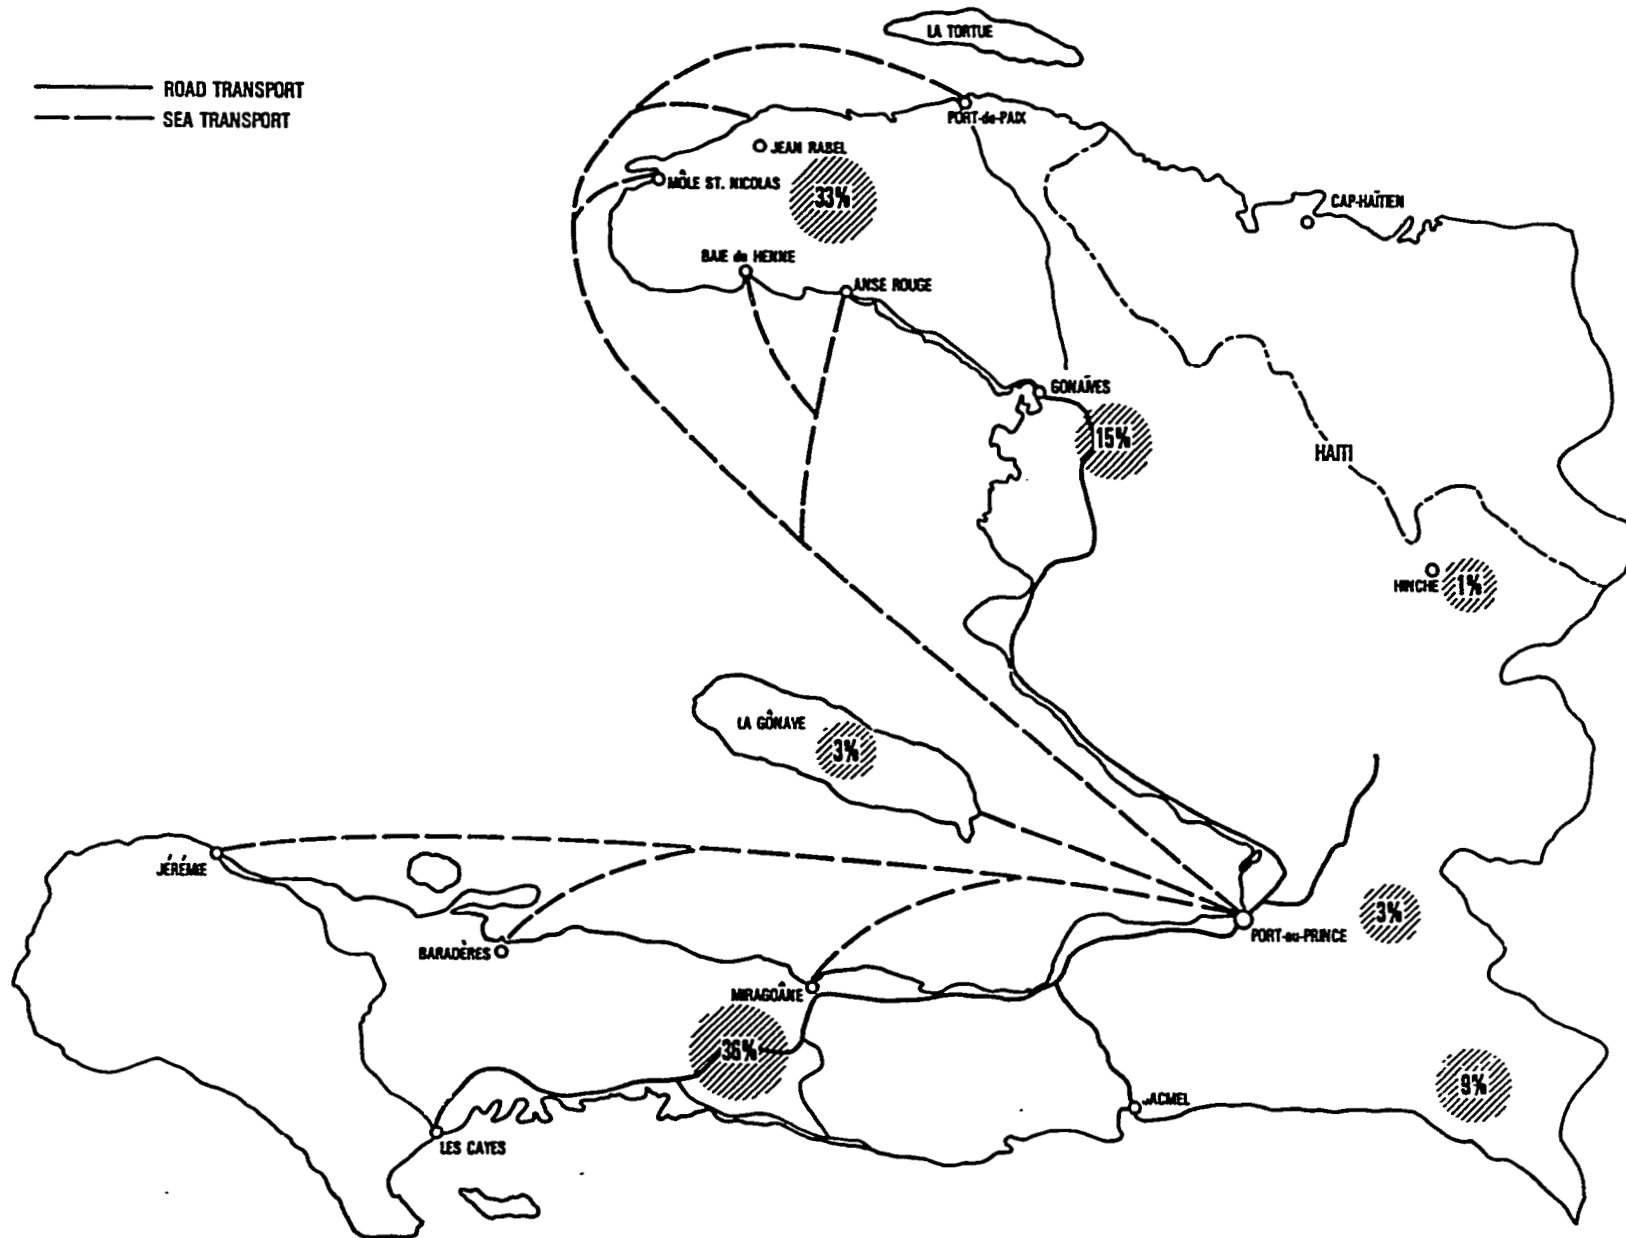 LA TORTUE
ROAD TRANSPORT
SEA TRANSPORT
PORT-de-PAIX
JEAN RABEL
MÔLE ST. NICOLAS
33%
CAP-HAÏTIEN
BAIE de HENNE
ANSE ROUGE
GONAÏVES
15%
HAITI
HINCHE
1%
LA GÔNAVE
3%
JÉRÉMIE
3%
PORT-au-PRINCE
BARADÈRES
MIRAGOÂNE
36%
9%
JACMEL
LES CAYES